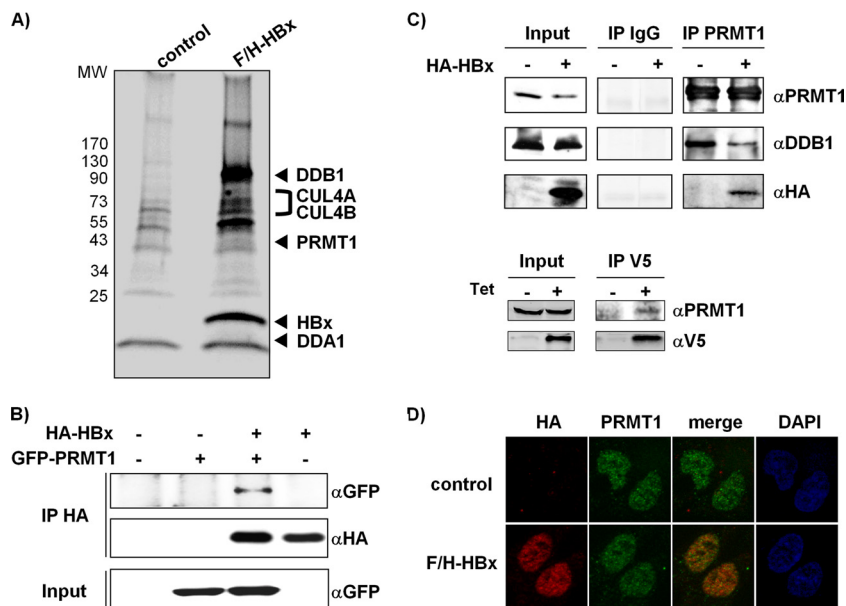 A)
control
F/H-HBx
MW
170
130
90
73
55
43
34
25
DDB1
CUL4A
CUL4B
PRMT1
HBx
DDA1
B)
HA-HBx - - + +
GFP-PRMT1 - + + -
IP HA
αGFP
αHA
Input
αGFP
C)
Input IP IgG IP PRMT1
HA-HBx - + - + - +
αPRMT1
αDDB1
αHA
Input IP V5
Tet - + - +
αPRMT1
αV5
D)
HA PRMT1 merge DAPI
control
F/H-HBx